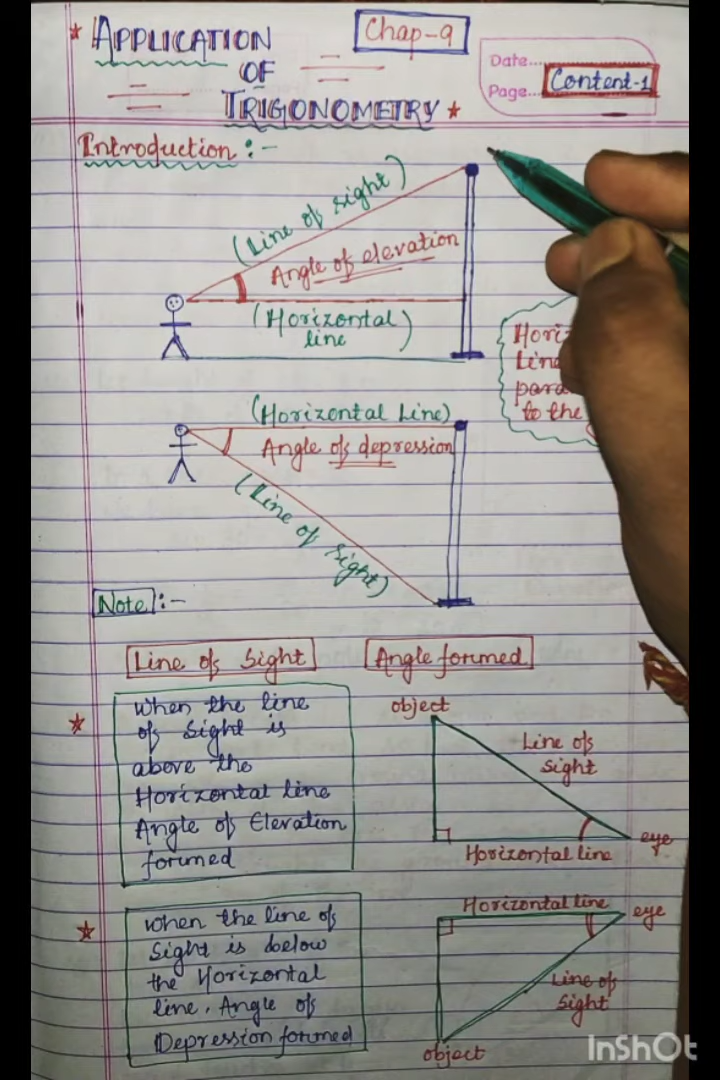 APPLICATION
OF
TRIGONOMETRY
Chap-9
Date
Page
Content-1
Introduction :-
(Line of sight)
Angle of elevation
(Horizontal
line)
Line
to the
(Horizontal Line)
Angle of depression
(Line of sight)
Note :-
Line of Sight
Angle formed
When the line
of Sight is
above the
Horizontal line
Angle of Elevation
formed
object
Line of
sight
eye
Horizontal line
When the line of
Sight is below
the Horizontal
line, Angle of
Depression formed
Horizontal line
eye
Line of
sight
object
InShOt